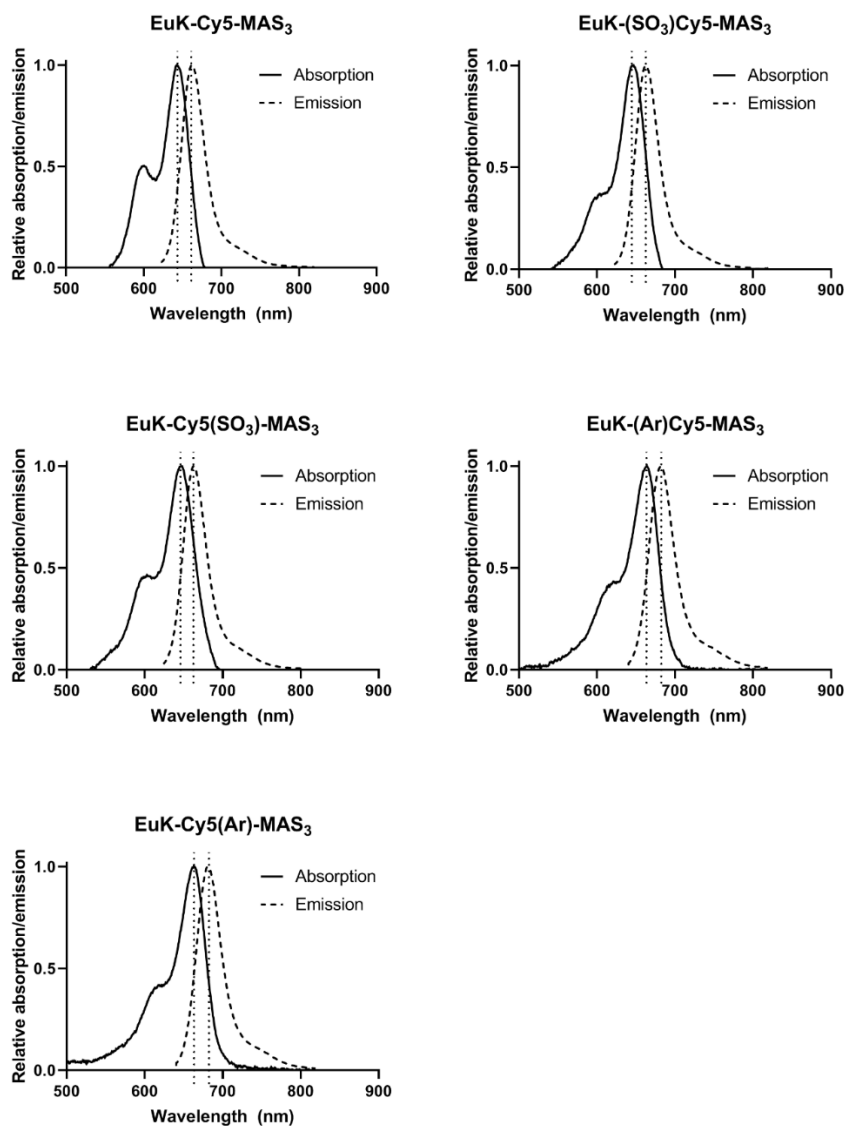 EuK-Cy5-MAS₃
Relative absorption/emission
1.0
0.5
0.0
500 600 700 800 900
Wavelength (nm)
Absorption
Emission
EuK-(SO₃)Cy5-MAS₃
Relative absorption/emission
1.0
0.5
0.0
500 600 700 800 900
Wavelength (nm)
Absorption
Emission
EuK-Cy5(SO₃)-MAS₃
Relative absorption/emission
1.0
0.5
0.0
500 600 700 800 900
Wavelength (nm)
Absorption
Emission
EuK-(Ar)Cy5-MAS₃
Relative absorption/emission
1.0
0.5
0.0
500 600 700 800 900
Wavelength (nm)
Absorption
Emission
EuK-Cy5(Ar)-MAS₃
Relative absorption/emission
1.0
0.5
0.0
500 600 700 800 900
Wavelength (nm)
Absorption
Emission